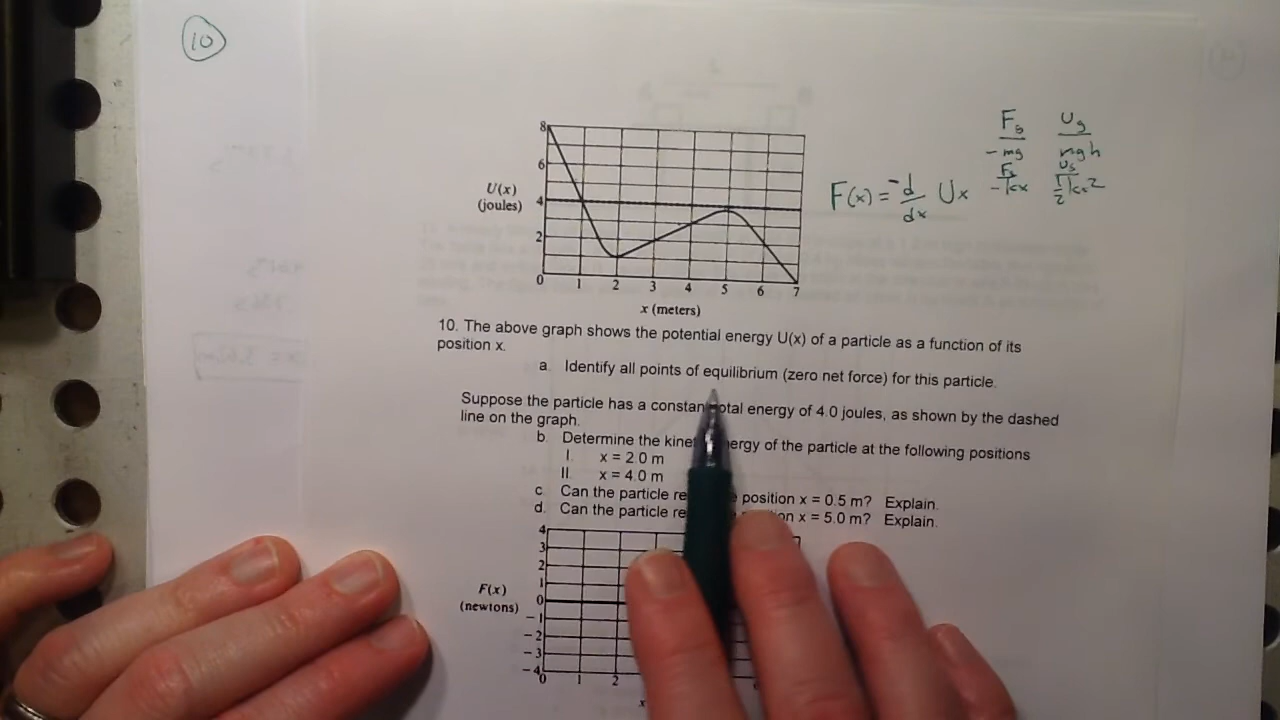 10
8
6
4
2
0
U(x)
(joules)
1 2 3 4 5 6 7
x (meters)
F(x) = -d/dx Ux
Fg Ug
-mg mgh
Fs Us
-kx 1/2 kx2
10. The above graph shows the potential energy U(x) of a particle as a function of its
position x.
a. Identify all points of equilibrium (zero net force) for this particle.
Suppose the particle has a constan total energy of 4.0 joules, as shown by the dashed
line on the graph.
b. Determine the kine energy of the particle at the following positions
I. x = 2.0 m
II. x = 4.0 m
c. Can the particle re position x = 0.5 m? Explain.
d. Can the particle re x = 5.0 m? Explain.
4
3
2
1
0
-1
-2
-3
-4
F(x)
(newtons)
0 1 2
x